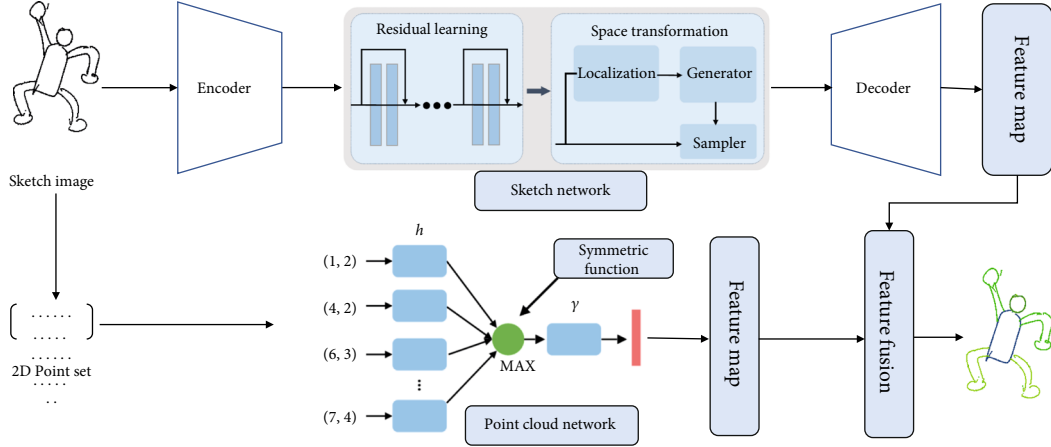 Residual learning
Space transformation
Encoder
Localization
Generator
Sampler
Decoder
Feature map
Sketch image
Sketch network
h
Symmetric
function
(1, 2)
(4, 2)
(6, 3)
(7, 4)
MAX
γ
Feature map
Feature fusion
2D Point set
Point cloud network